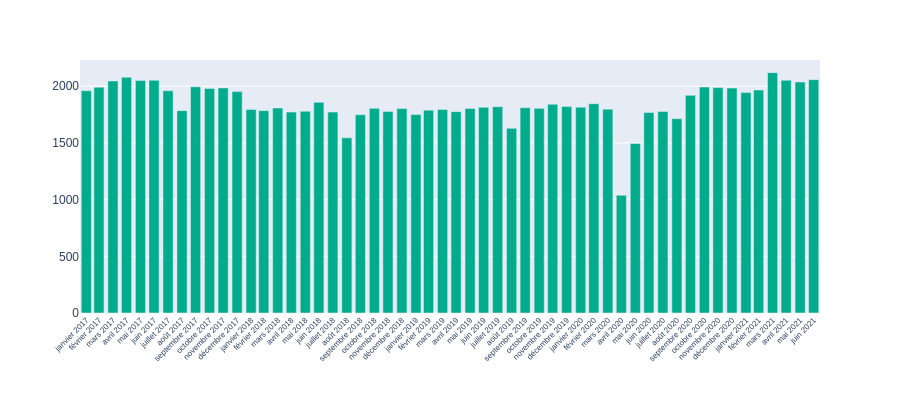 2000
1500
1000
500
0
janvier 2017
février 2017
mars 2017
avril 2017
mai 2017
juin 2017
juillet 2017
août 2017
septembre 2017
octobre 2017
novembre 2017
décembre 2017
janvier 2018
février 2018
mars 2018
avril 2018
mai 2018
juin 2018
juillet 2018
août 2018
septembre 2018
octobre 2018
novembre 2018
décembre 2018
janvier 2019
février 2019
mars 2019
avril 2019
mai 2019
juin 2019
juillet 2019
août 2019
septembre 2019
octobre 2019
novembre 2019
décembre 2019
janvier 2020
février 2020
mars 2020
avril 2020
mai 2020
juin 2020
juillet 2020
août 2020
septembre 2020
octobre 2020
novembre 2020
décembre 2020
janvier 2021
février 2021
mars 2021
avril 2021
mai 2021
juin 2021